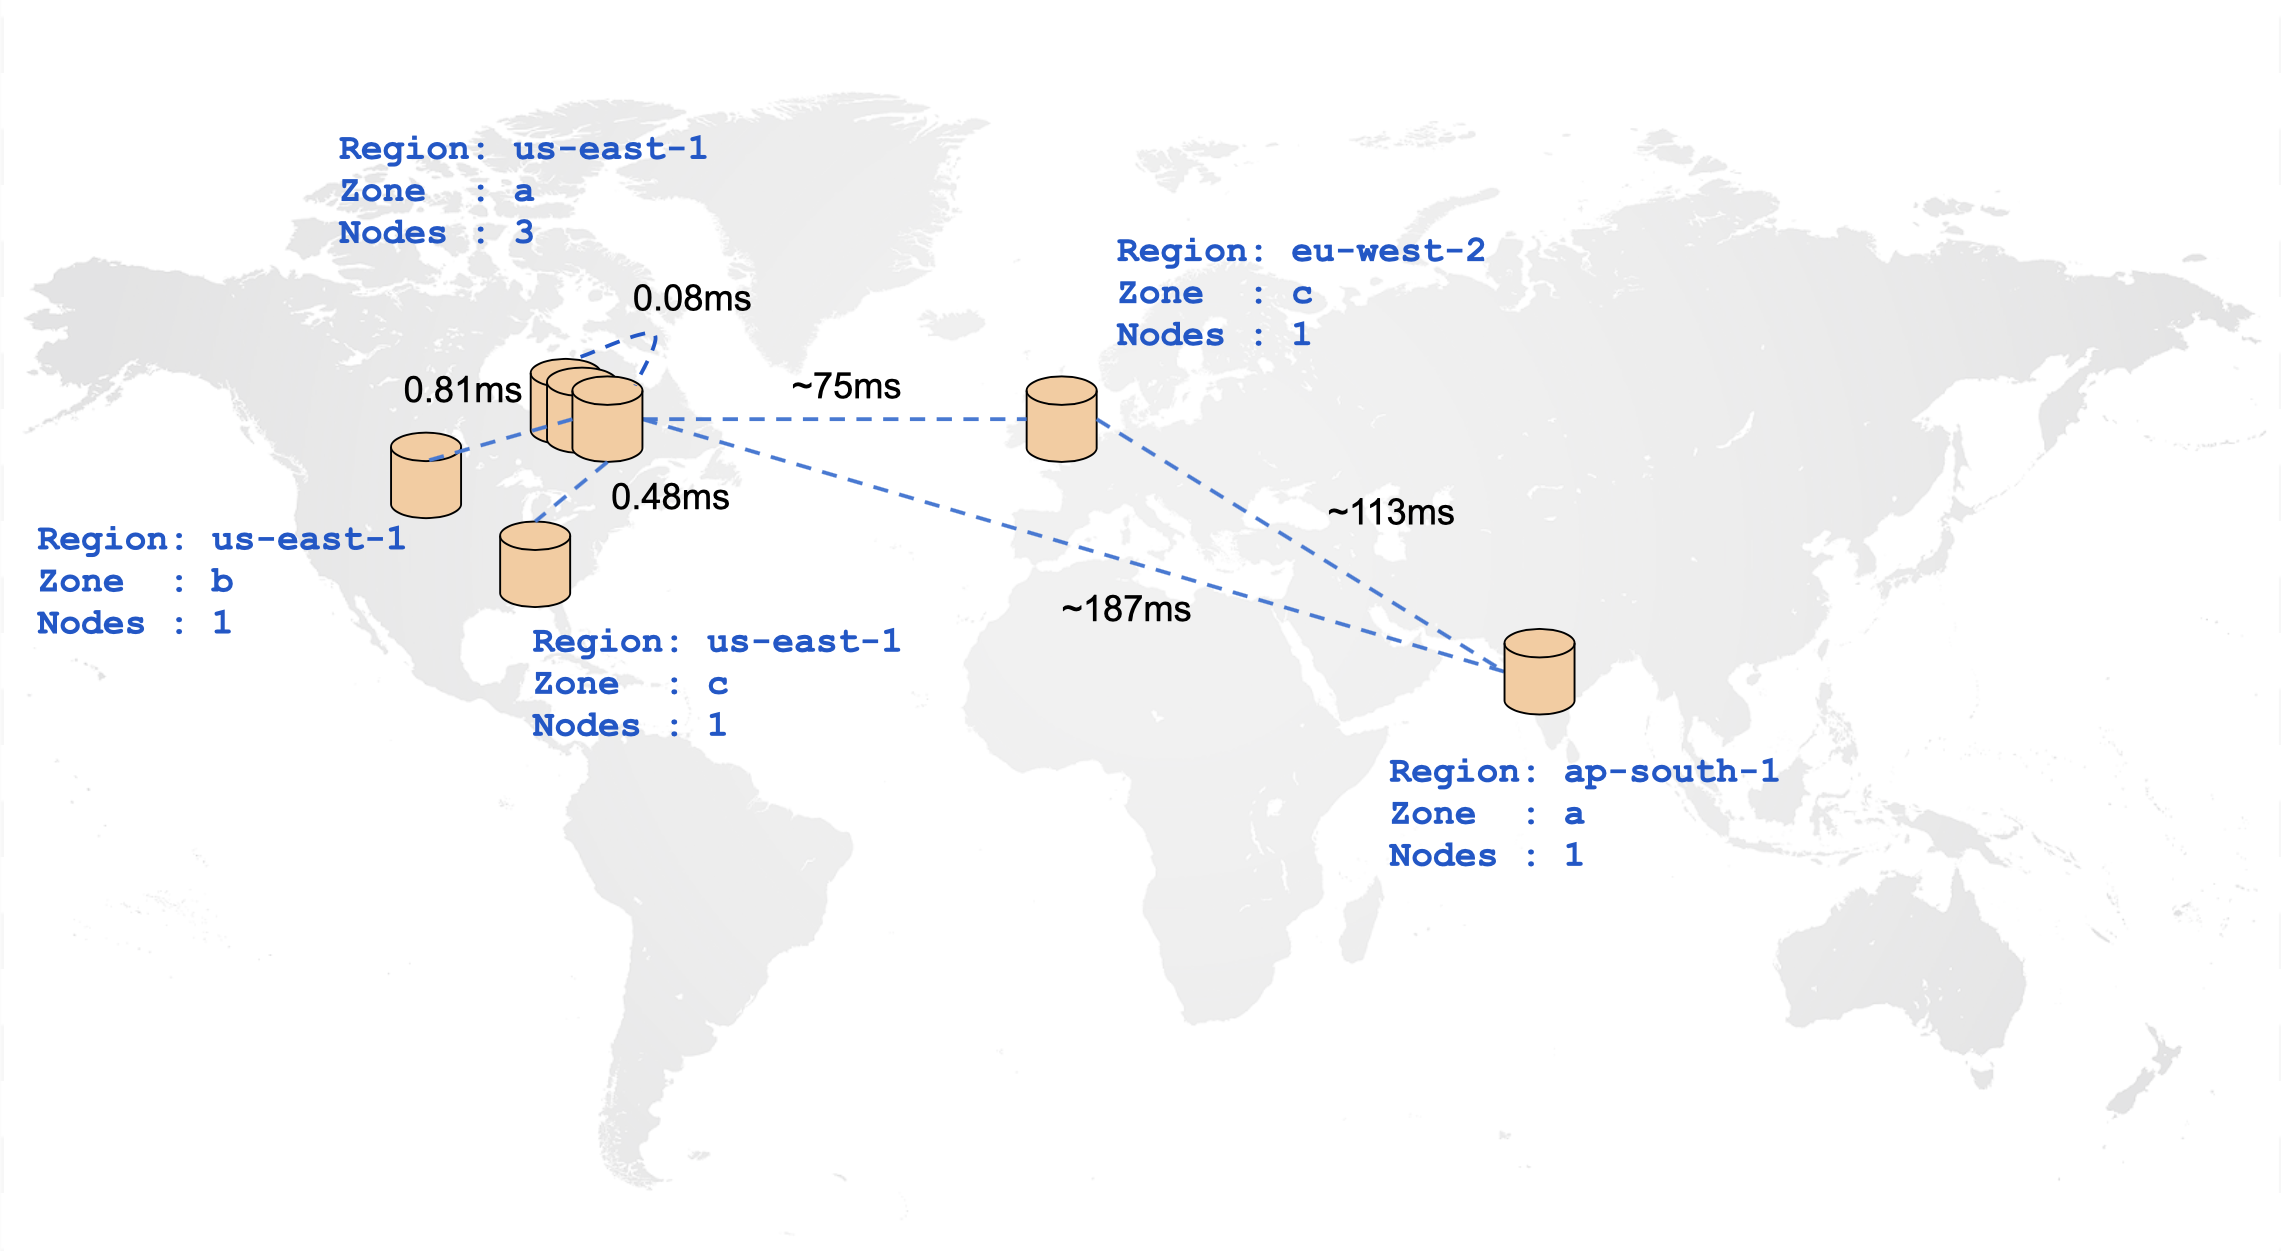 Region: us-east-1
Zone  : a
Nodes : 3
Region: eu-west-2
Zone  : c
Nodes : 1
0.08ms
0.81ms
~75ms
0.48ms
~113ms
Region: us-east-1
Zone  : b
Nodes : 1
~187ms
Region: us-east-1
Zone  : c
Nodes : 1
Region: ap-south-1
Zone  : a
Nodes : 1